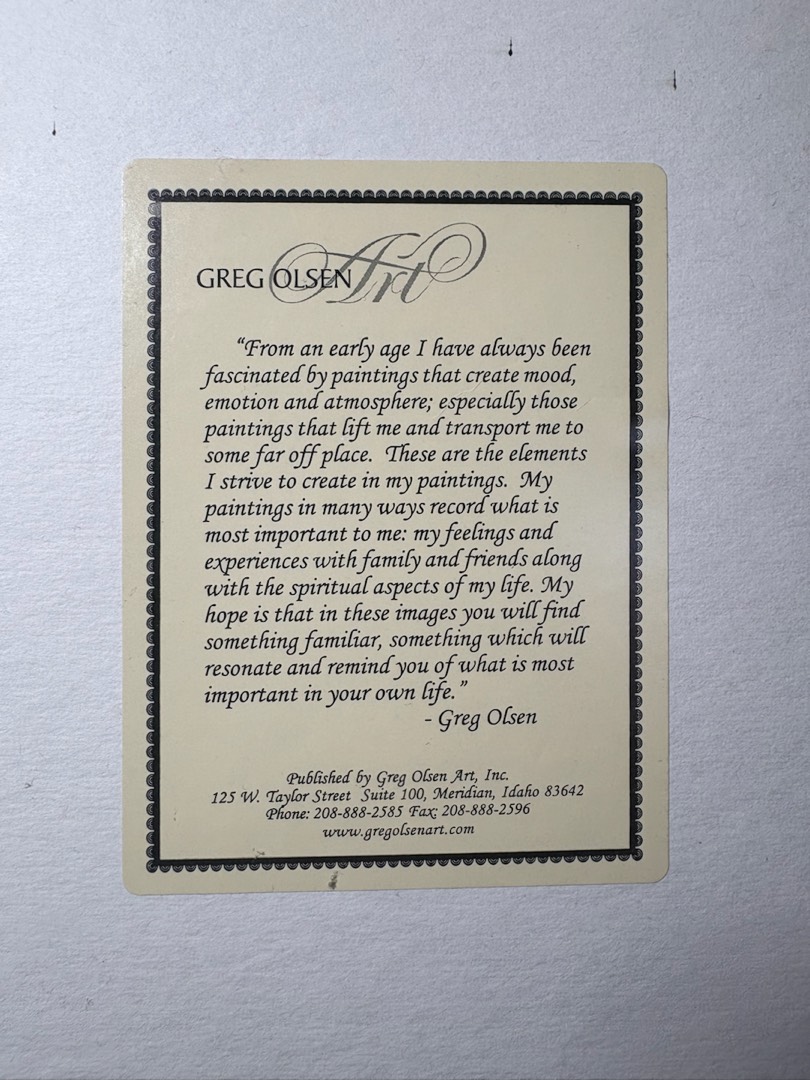 GREG OLSEN Art
“From an early age I have always been
fascinated by paintings that create mood,
emotion and atmosphere; especially those
paintings that lift me and transport me to
some far off place. These are the elements
I strive to create in my paintings. My
paintings in many ways record what is
most important to me: my feelings and
experiences with family and friends along
with the spiritual aspects of my life. My
hope is that in these images you will find
something familiar, something which will
resonate and remind you of what is most
important in your own life.”
- Greg Olsen
Published by Greg Olsen Art, Inc.
125 W. Taylor Street Suite 100, Meridian, Idaho 83642
Phone: 208-888-2585 Fax: 208-888-2596
www.gregolsenart.com